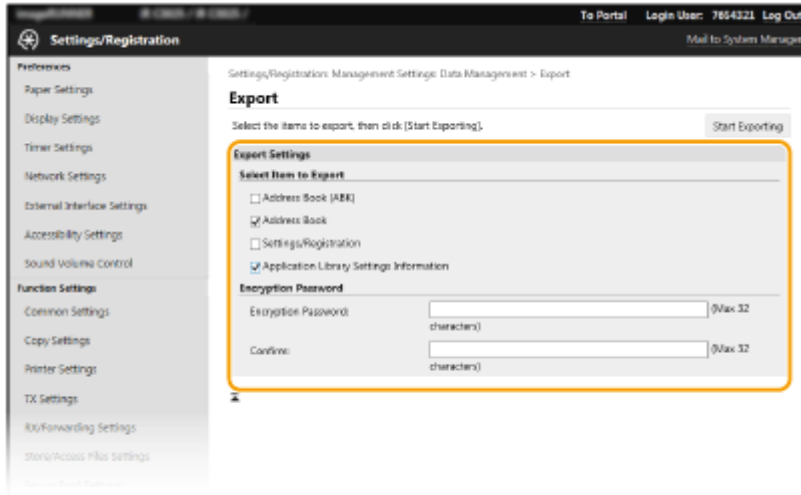 To Portal Login User: 7654321 Log Out
Settings/Registration
Mail to System Manager
Preferences
Paper Settings
Display Settings
Timer Settings
Network Settings
External Interface Settings
Accessibility Settings
Sound Volume Control
Function Settings
Common Settings
Copy Settings
Printer Settings
TX Settings
RX/Forwarding Settings
Store/Access Files Settings
Settings/Registration: Management Settings: Data Management > Export
Export
Select the items to export, then click [Start Exporting].
Start Exporting
Export Settings
Select Item to Export
Address Book (ABK)
Address Book
Settings/Registration
Application Library Settings Information
Encryption Password
Encryption Password:
(Max 32
characters)
Confirm:
(Max 32
characters)